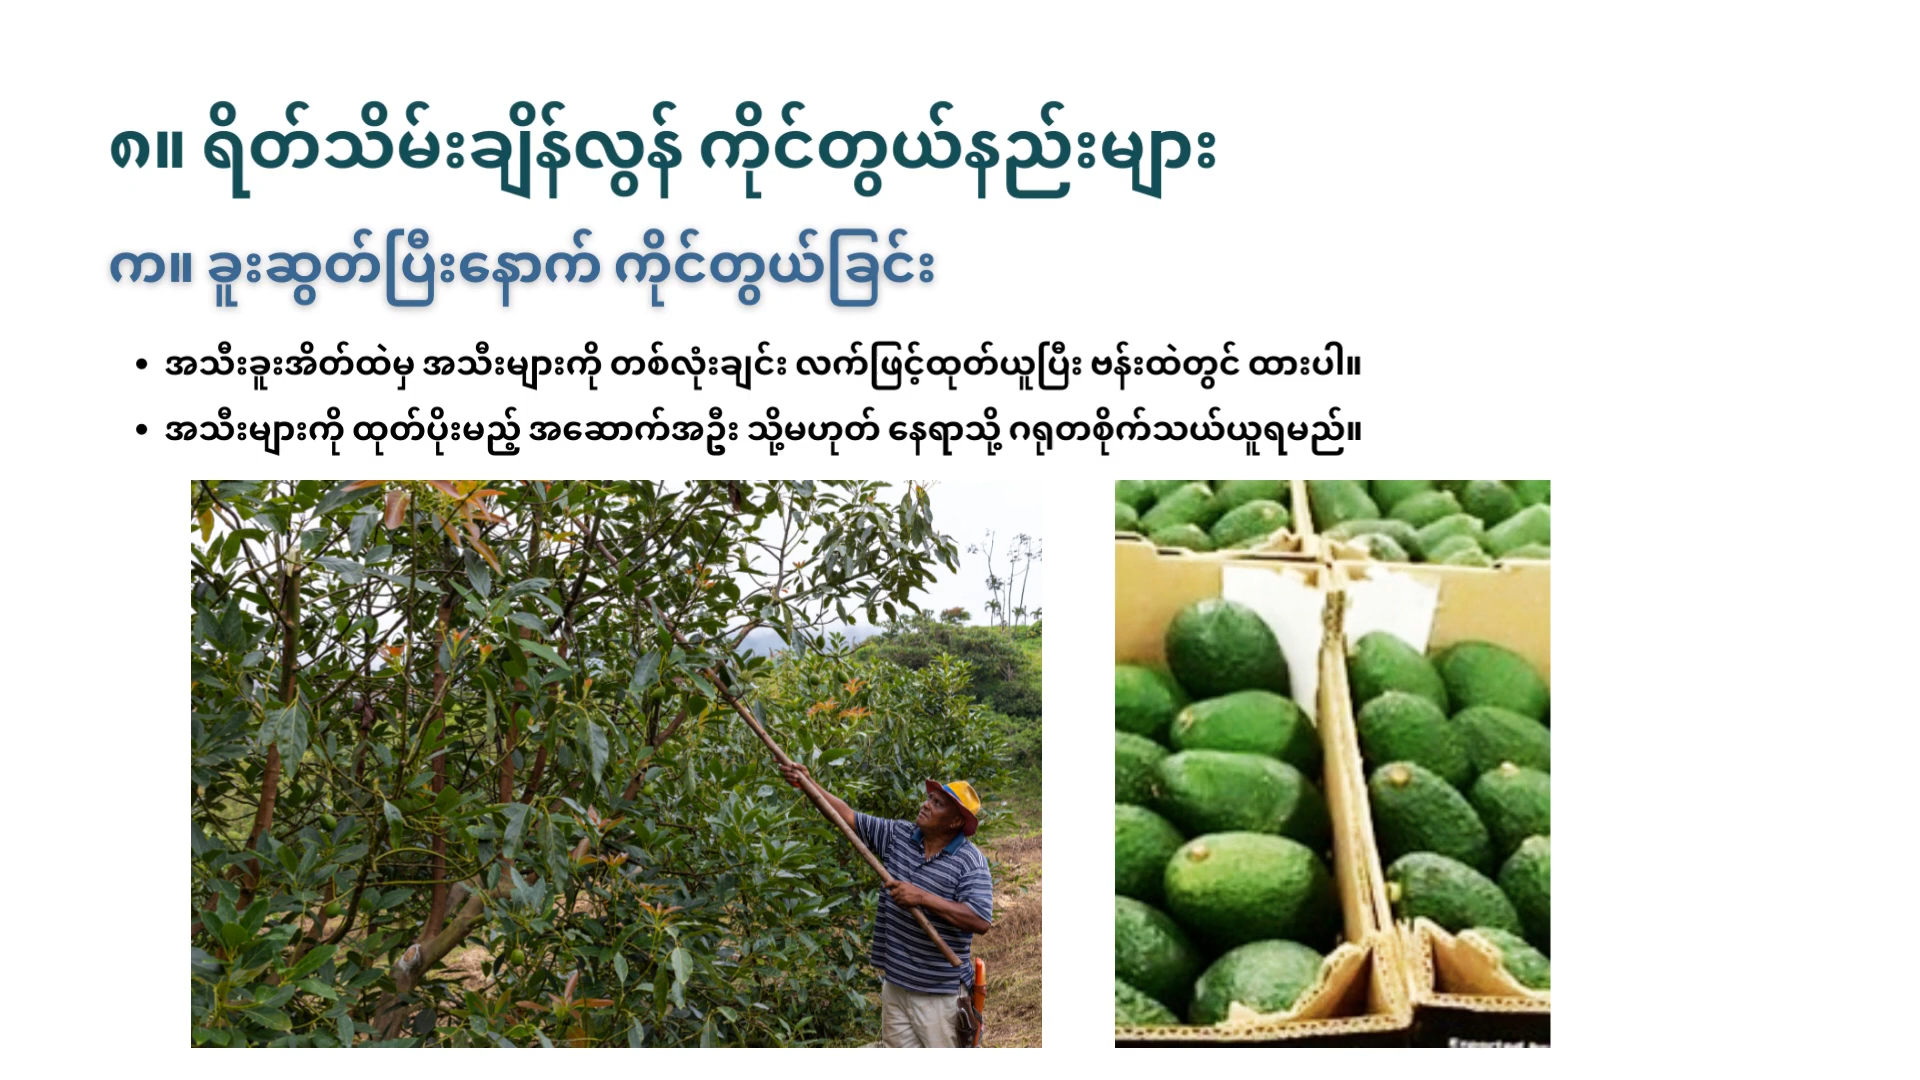 ၈။ ရိတ်သိမ်းချိန်လွန် ကိုင်တွယ်နည်းများ
က။ ခူးဆွတ်ပြီးနောက် ကိုင်တွယ်ခြင်း
• အသီးခူးအိတ်ထဲမှ အသီးများကို တစ်လုံးချင်း လက်ဖြင့်ထုတ်ယူပြီး ဗန်းထဲတွင် ထားပါ။
• အသီးများကို ထုတ်ပိုးမည့် အဆောက်အဦး သို့မဟုတ် နေရာသို့ ဂရုတစိုက်သယ်ယူရမည်။